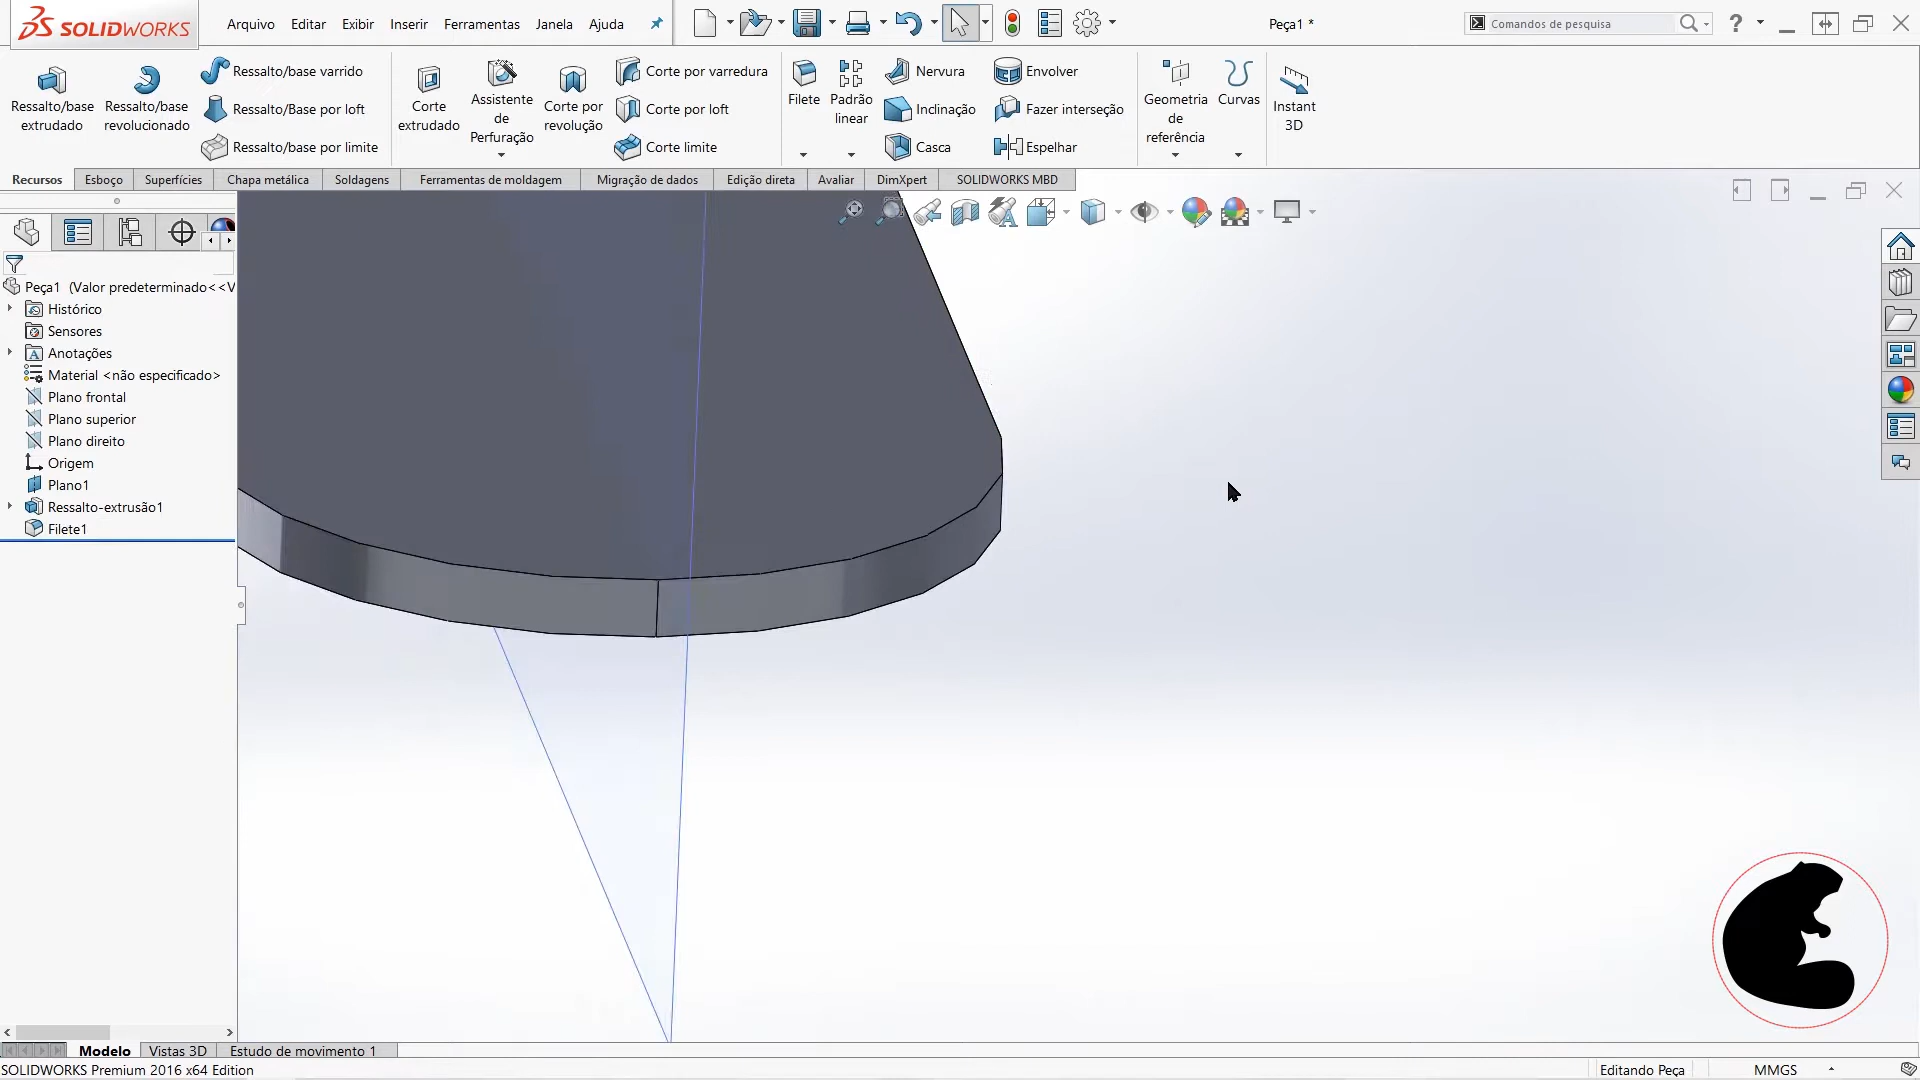 SOLIDWORKS
Arquivo Editar Exibir Inserir Ferramentas Janela Ajuda
Peça1 *
Comandos de pesquisa
?
Ressalto/base extrudado
Ressalto/base revolucionado
Ressalto/base varrido
Ressalto/Base por loft
Ressalto/base por limite
Corte extrudado
Assistente de Perfuração
Corte por revolução
Corte por varredura
Corte por loft
Corte limite
Filete
Padrão linear
Nervura
Inclinação
Casca
Envolver
Fazer interseção
Espelhar
Geometria de referência
Curvas
Instant 3D
Recursos Esboço Superfícies Chapa metálica Soldagens Ferramentas de moldagem Migração de dados Edição direta Avaliar DimXpert SOLIDWORKS MBD
Peça1 (Valor predeterminado<<V
Histórico
Sensores
Anotações
Material <não especificado>
Plano frontal
Plano superior
Plano direito
Origem
Plano1
Ressalto-extrusão1
Filete1
Modelo Vistas 3D Estudo de movimento 1
SOLIDWORKS Premium 2016 x64 Edition
Editando Peça
MMGS